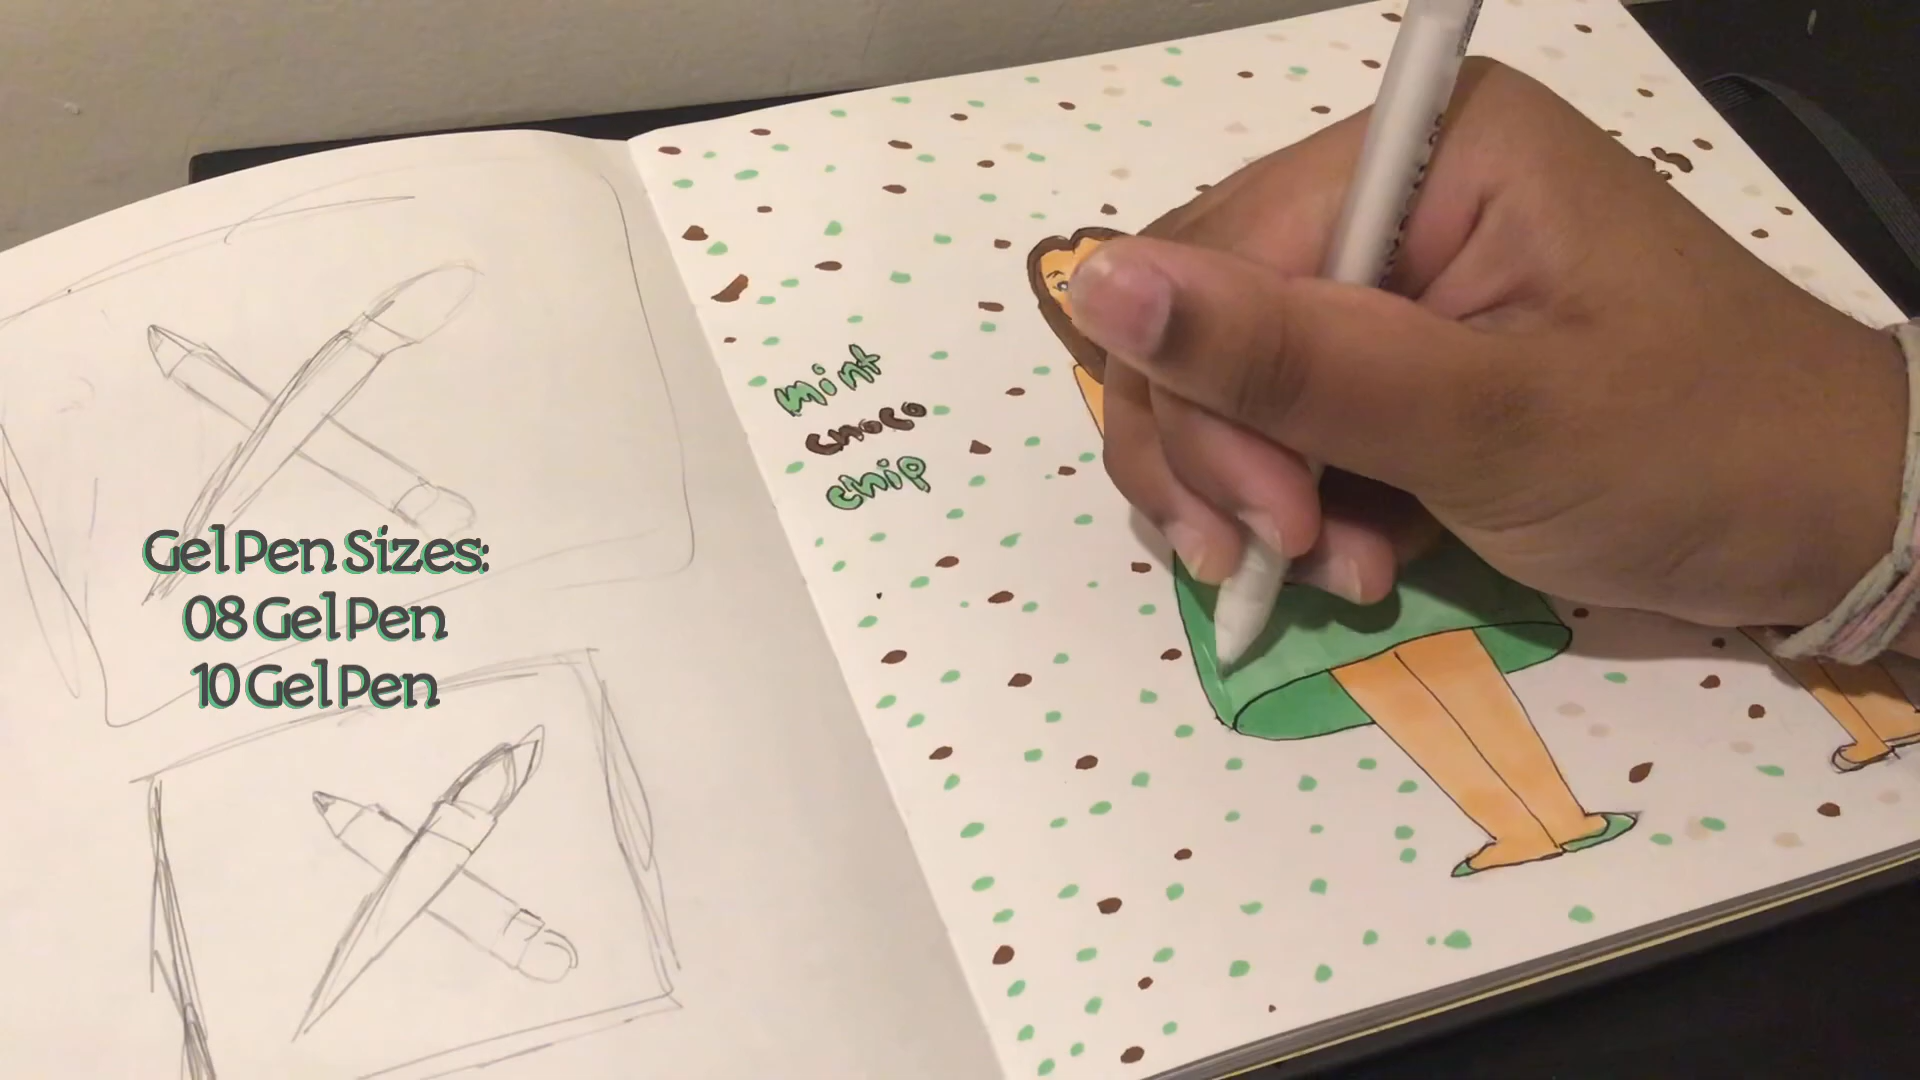 Gel Pen Sizes:
08 Gel Pen
10 Gel Pen
mint
choco
chip